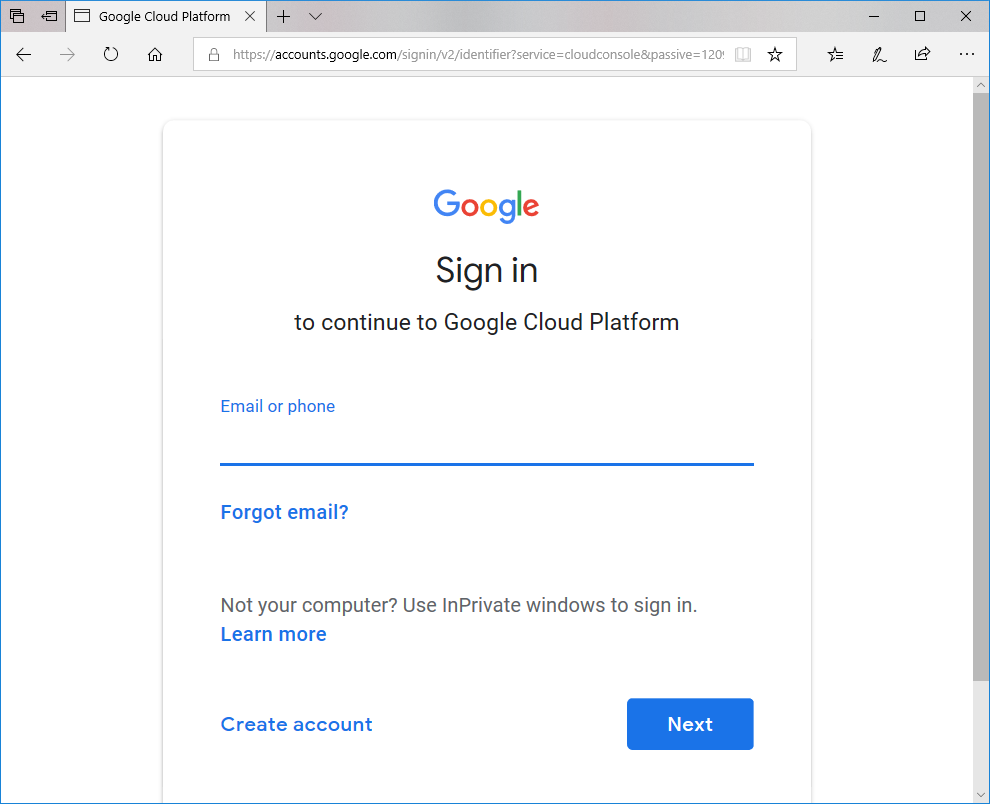 Google Cloud Platform
https://accounts.google.com/signin/v2/identifier?service=cloudconsole&passive=120
Google
Sign in
to continue to Google Cloud Platform
Email or phone
Forgot email?
Not your computer? Use InPrivate windows to sign in.
Learn more
Create account
Next